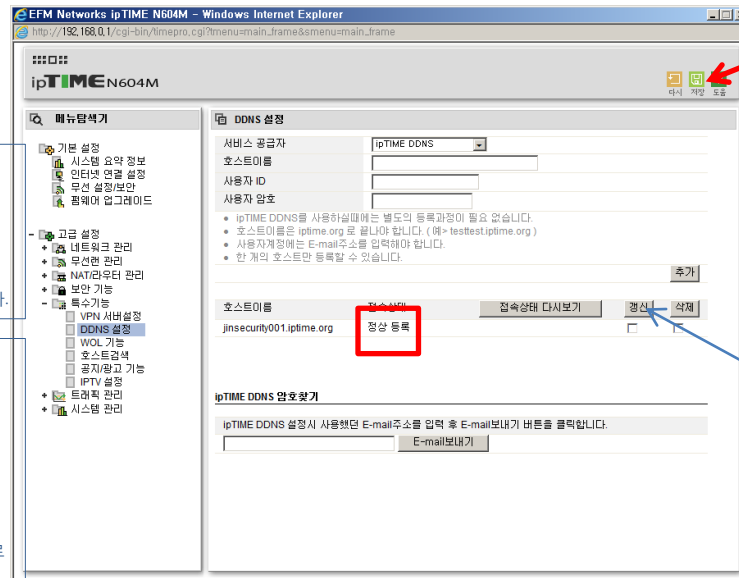 EFM Networks ipTIME N604M - Windows Internet Explorer
http://192.168.0.1/cgi-bin/timepro.cgi?tmenu=main_frame&smenu=main_frame
ipTIME N604M
다시 저장 도움
메뉴탐색기
기본 설정
시스템 요약 정보
인터넷 연결 설정
무선 설정/보안
펌웨어 업그레이드
고급 설정
네트워크 관리
무선랜 관리
NAT/라우터 관리
보안 기능
특수기능
VPN 서버설정
DDNS 설정
WOL 기능
호스트검색
공지/광고 기능
IPTV 설정
트래픽 관리
시스템 관리
DDNS 설정
서비스 공급자 ipTIME DDNS
호스트이름
사용자 ID
사용자 암호
ipTIME DDNS를 사용하실때에는 별도의 등록과정이 필요 없습니다.
호스트이름은 iptime.org 로 끝나야 합니다. ( 예> testtest.iptime.org )
사용자계정에는 E-mail주소를 입력해야 합니다.
한 개의 호스트만 등록할 수 있습니다.
추가
호스트이름 접속상태 접속상태 다시보기 갱신 삭제
jinsecurity001.iptime.org 정상 등록
ipTIME DDNS 암호찾기
ipTIME DDNS 설정시 사용했던 E-mail주소를 입력 후 E-mail보내기 버튼을 클릭합니다.
E-mail보내기